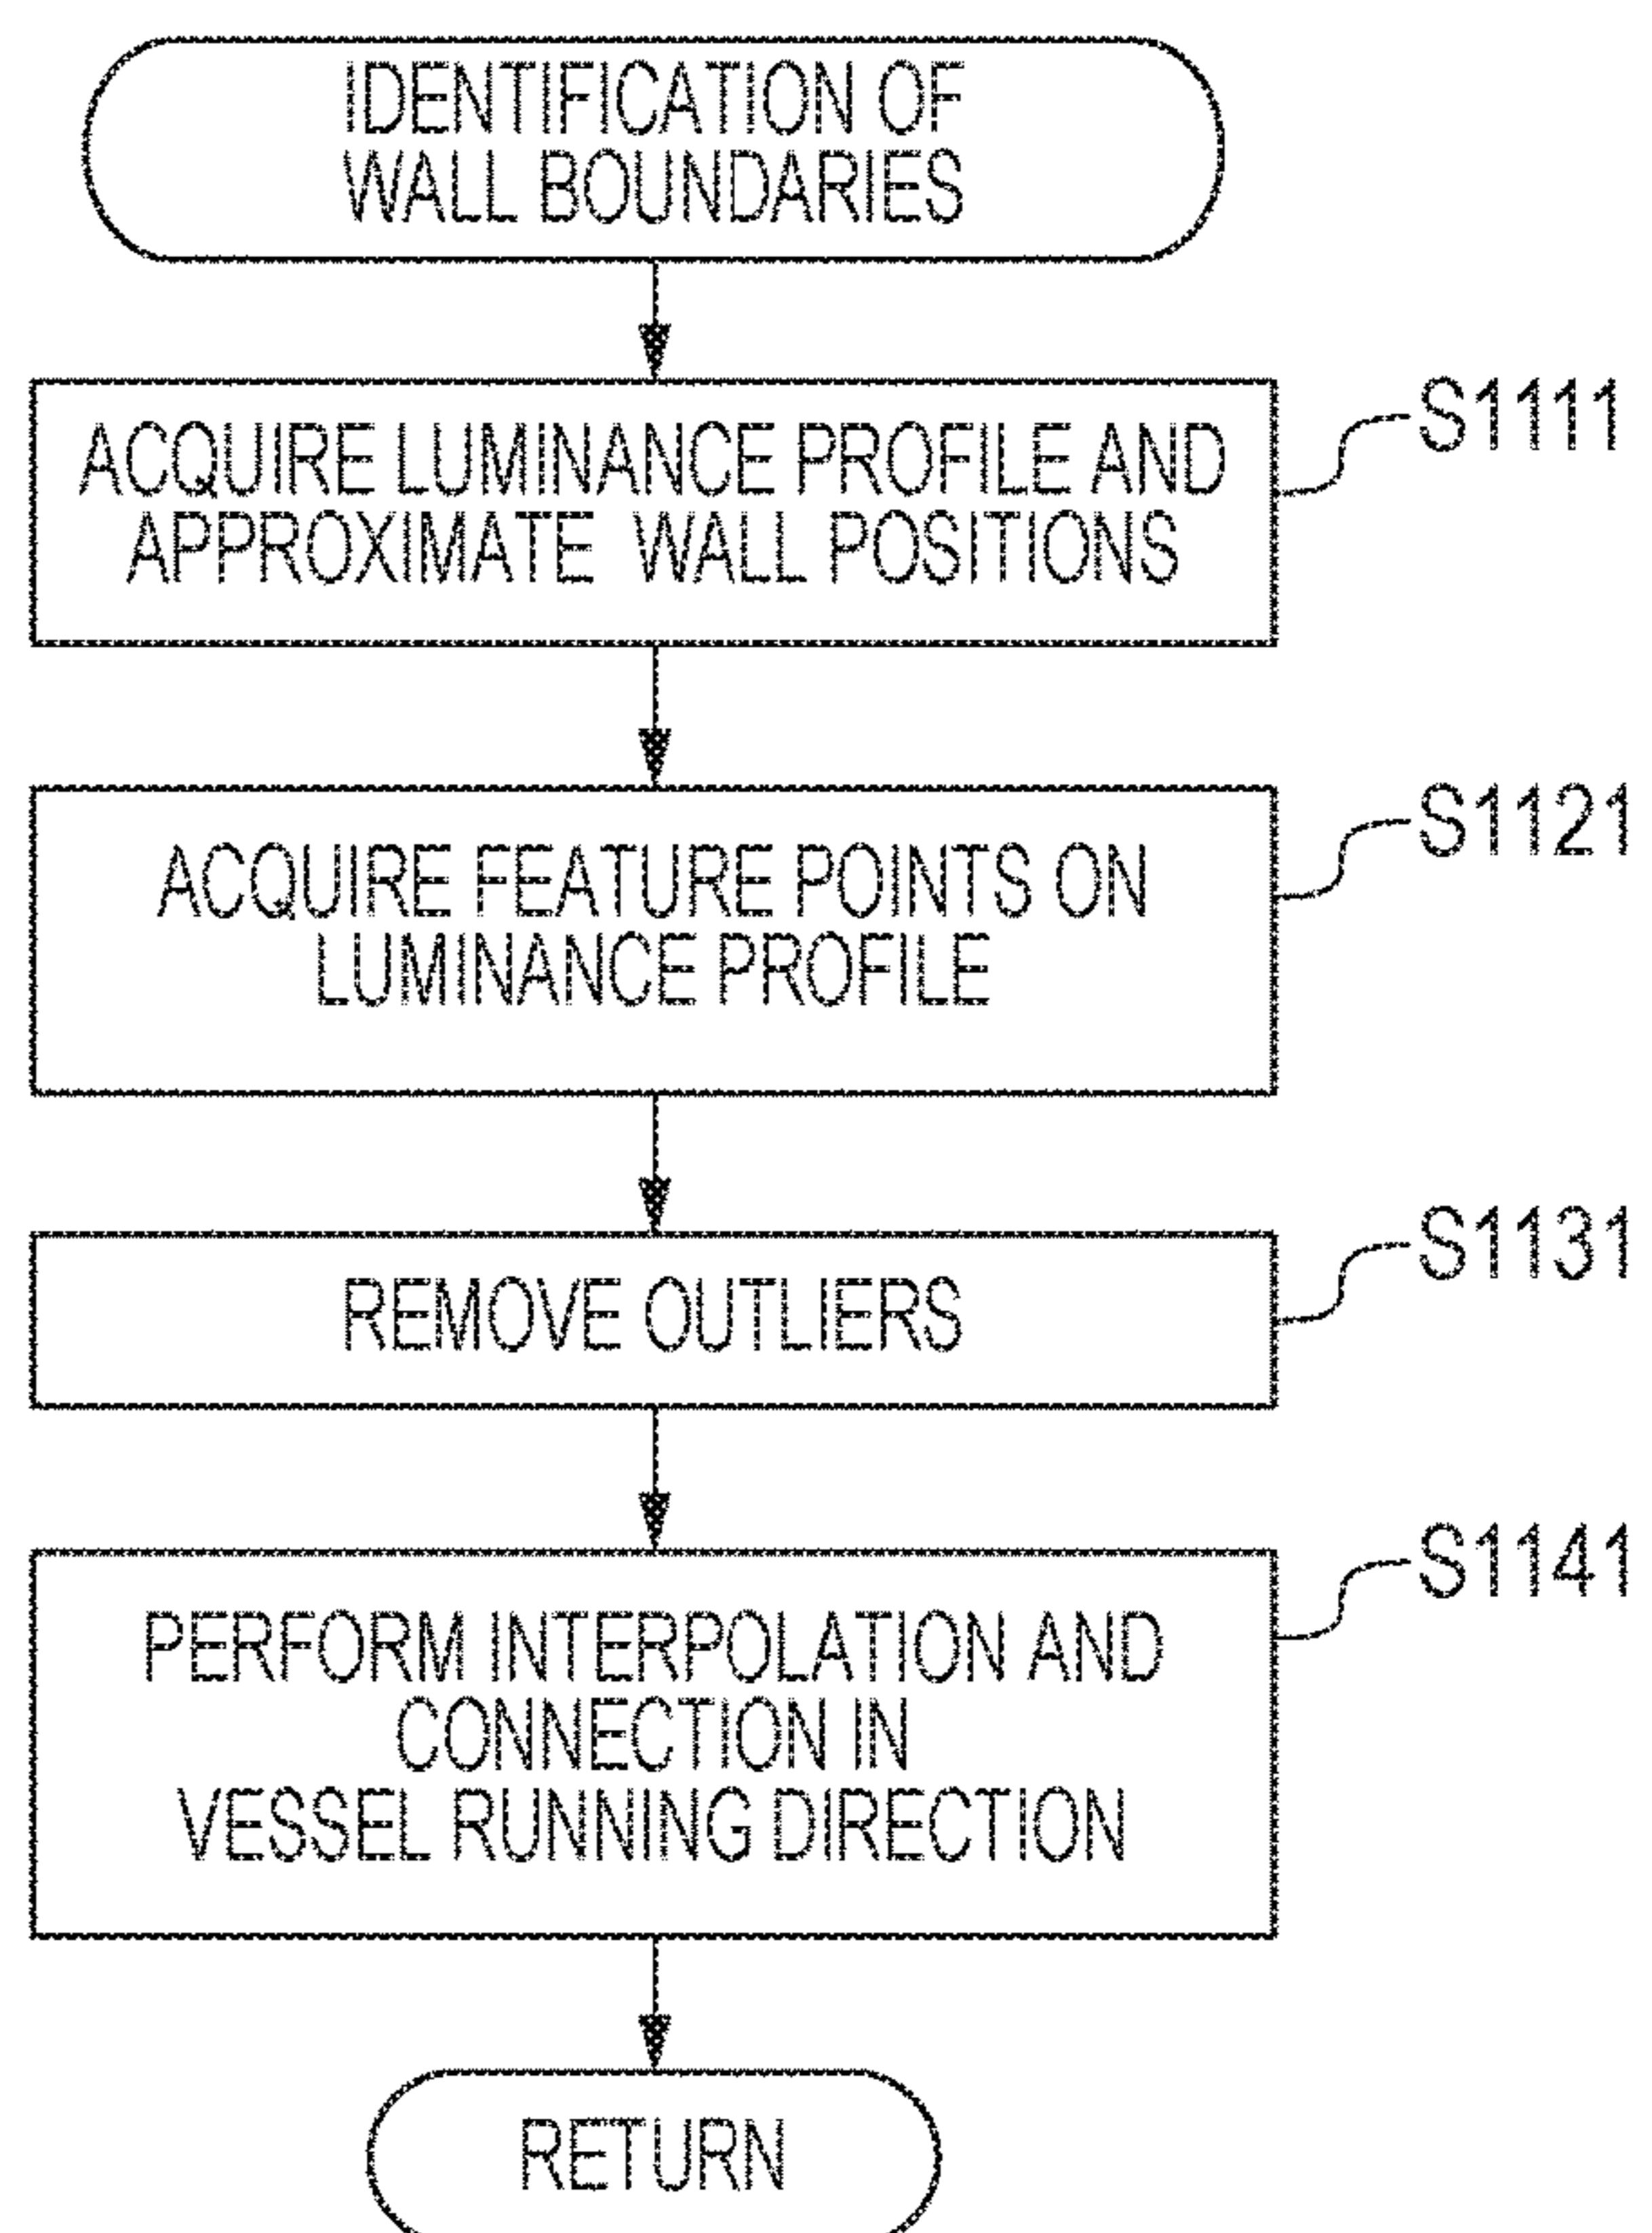 IDENTIFICATION OF
WALL BOUNDARIES
ACQUIRE LUMINANCE PROFILE AND
APPROXIMATE WALL POSITIONS
S1111
ACQUIRE FEATURE POINTS ON
LUMINANCE PROFILE
S1121
REMOVE OUTLIERS
S1131
PERFORM INTERPOLATION AND
CONNECTION IN
VESSEL RUNNING DIRECTION
S1141
RETURN